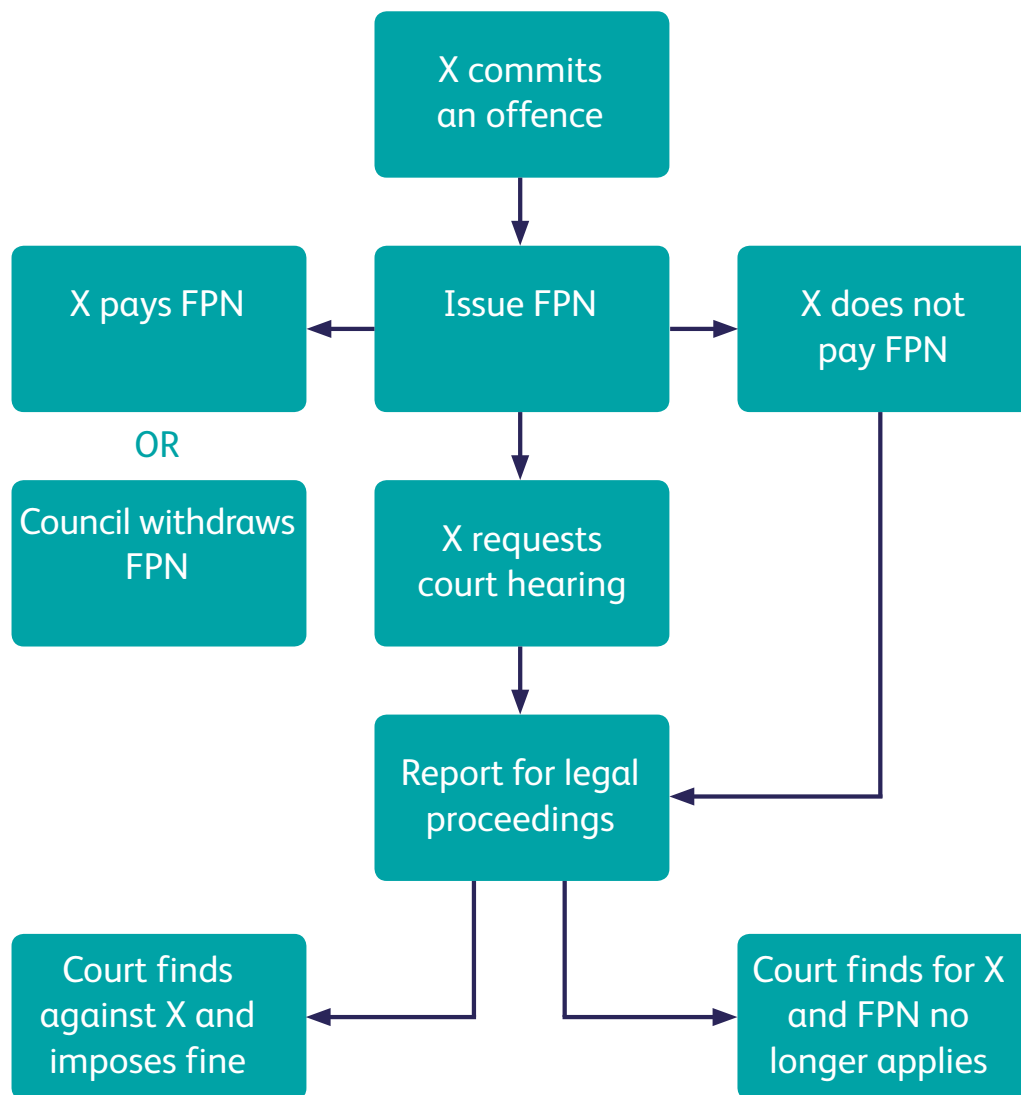 X commits
an offence
X pays FPN
Issue FPN
X does not
pay FPN
OR
Council withdraws
FPN
X requests
court hearing
Report for legal
proceedings
Court finds
against X and
imposes fine
Court finds for X
and FPN no
longer applies